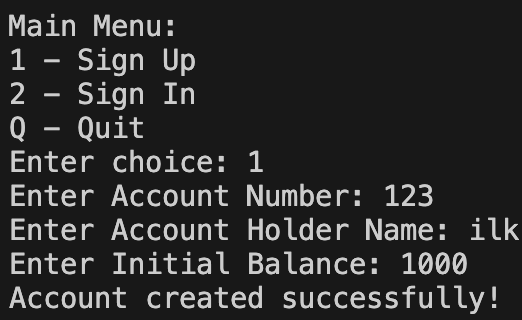 Main Menu:
1 – Sign Up
2 – Sign In
Q – Quit
Enter choice: 1
Enter Account Number: 123
Enter Account Holder Name: ilk
Enter Initial Balance: 1000
Account created successfully!